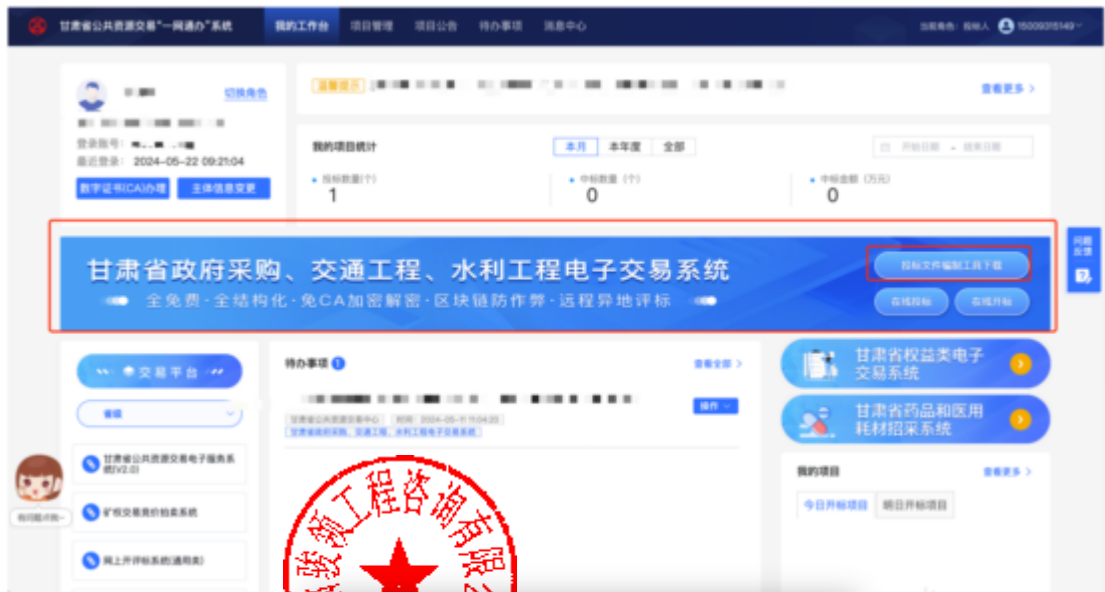 甘肃省公共资源交易“一网通办”系统 我的工作台 项目管理 项目公告 待办事项 消息中心 当前角色：投标人 15009315149
切换角色
温馨提示
查看更多 >
登录账号：
最近登录： 2024-05-22 09:21:04
数字证书(CA)办理 主体信息变更
我的项目统计 本月 本年度 全部 开始日期 - 结束日期
投标数量(个) 中标数量（个） 中标金额（万元）
1 0 0
甘肃省政府采购、交通工程、水利工程电子交易系统
全免费·全结构化·免CA加密解密·区块链防作弊·远程异地评标
投标文件编制工具下载
在线投标 在线开标
问题
反馈
交易平台
省级
甘肃省公共资源交易电子服务系
统(V2.0)
矿权交易竞价拍卖系统
网上开评标系统(通用类)
有问题点我~
待办事项 1 查看全部 >
操作
甘肃省公共资源交易中心 时间：2024-05-11 11:04:20
甘肃省政府采购、交通工程、水利工程电子交易系统
甘肃省权益类电子
交易系统
甘肃省药品和医用
耗材招采系统
我的项目 查看更多 >
今日开标项目 明日开标项目
骏领工程咨询有限